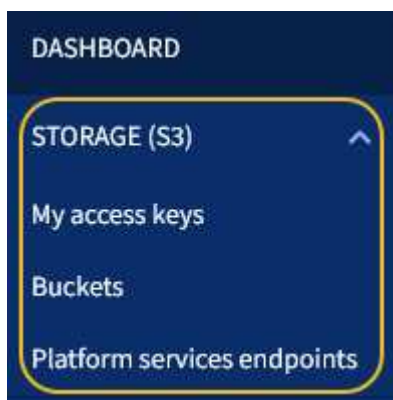 DASHBOARD
STORAGE (S3)
My access keys
Buckets
Platform services endpoints